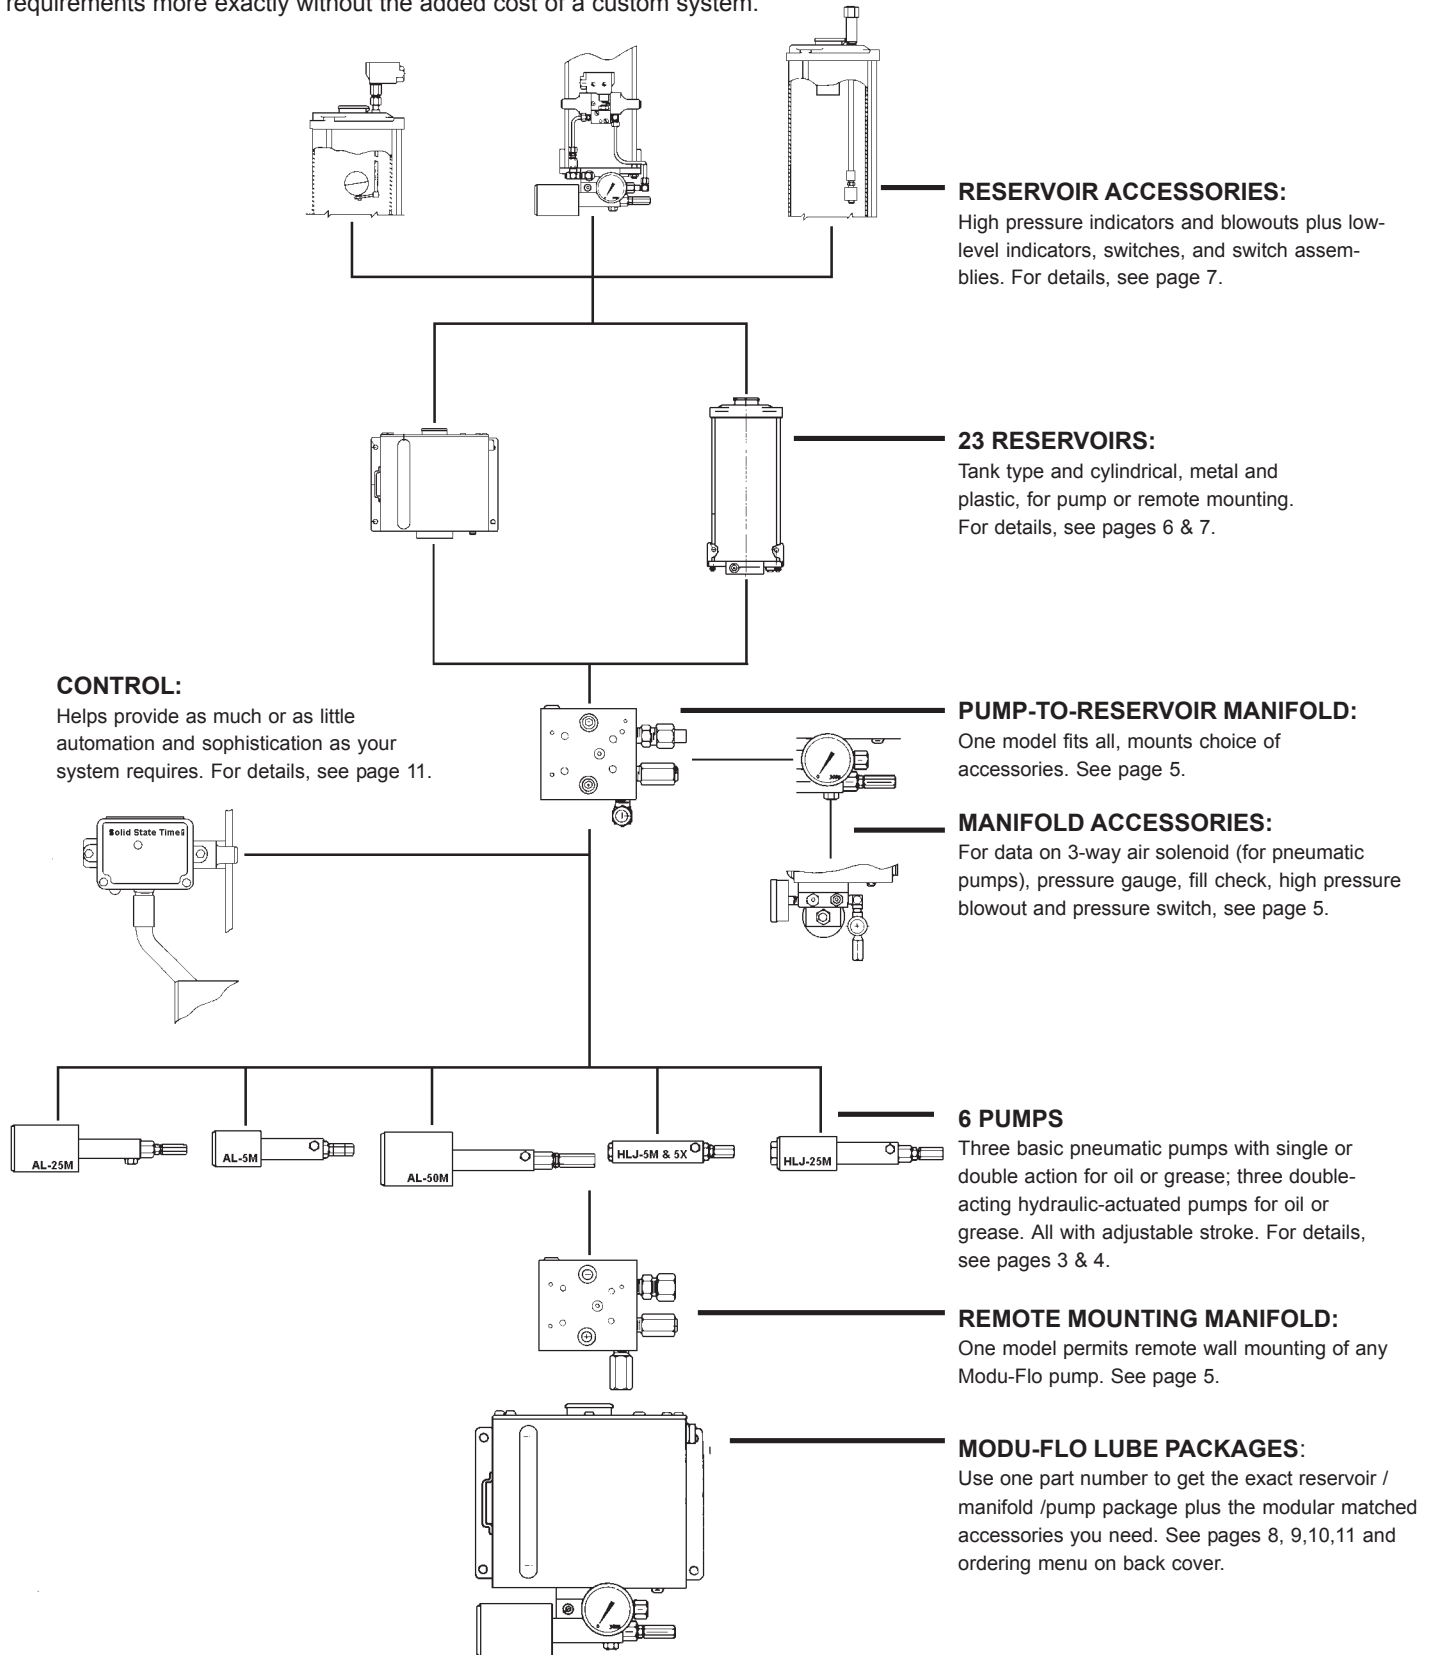 requirements more exactly without the added cost of a custom system.
RESERVOIR ACCESSORIES:
High pressure indicators and blowouts plus low-
level indicators, switches, and switch assem-
blies. For details, see page 7.
23 RESERVOIRS:
Tank type and cylindrical, metal and
plastic, for pump or remote mounting.
For details, see pages 6 & 7.
CONTROL:
Helps provide as much or as little
automation and sophistication as your
system requires. For details, see page 11.
PUMP-TO-RESERVOIR MANIFOLD:
One model fits all, mounts choice of
accessories. See page 5.
MANIFOLD ACCESSORIES:
For data on 3-way air solenoid (for pneumatic
pumps), pressure gauge, fill check, high pressure
blowout and pressure switch, see page 5.
Solid State Timer
6 PUMPS
Three basic pneumatic pumps with single or
double action for oil or grease; three double-
acting hydraulic-actuated pumps for oil or
grease. All with adjustable stroke. For details,
see pages 3 & 4.
AL-25M
AL-5M
AL-50M
HLJ-5M & 5X
HLJ-25M
REMOTE MOUNTING MANIFOLD:
One model permits remote wall mounting of any
Modu-Flo pump. See page 5.
MODU-FLO LUBE PACKAGES:
Use one part number to get the exact reservoir /
manifold /pump package plus the modular matched
accessories you need. See pages 8, 9,10,11 and
ordering menu on back cover.